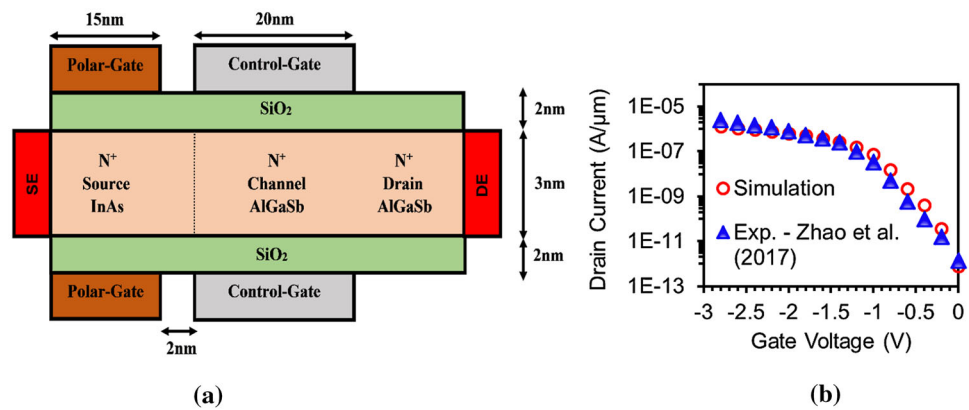 15nm
20nm
Polar-Gate
Control-Gate
SiO2
2nm
SE
N+
Source
InAs
N+
Channel
AlGaSb
N+
Drain
AlGaSb
DE
3nm
SiO2
2nm
Polar-Gate
Control-Gate
2nm
(a)
Drain Current (A/μm)
1E-05
1E-07
1E-09
1E-11
1E-13
Simulation
Exp. - Zhao et al.
(2017)
-3 -2.5 -2 -1.5 -1 -0.5 0
Gate Voltage (V)
(b)